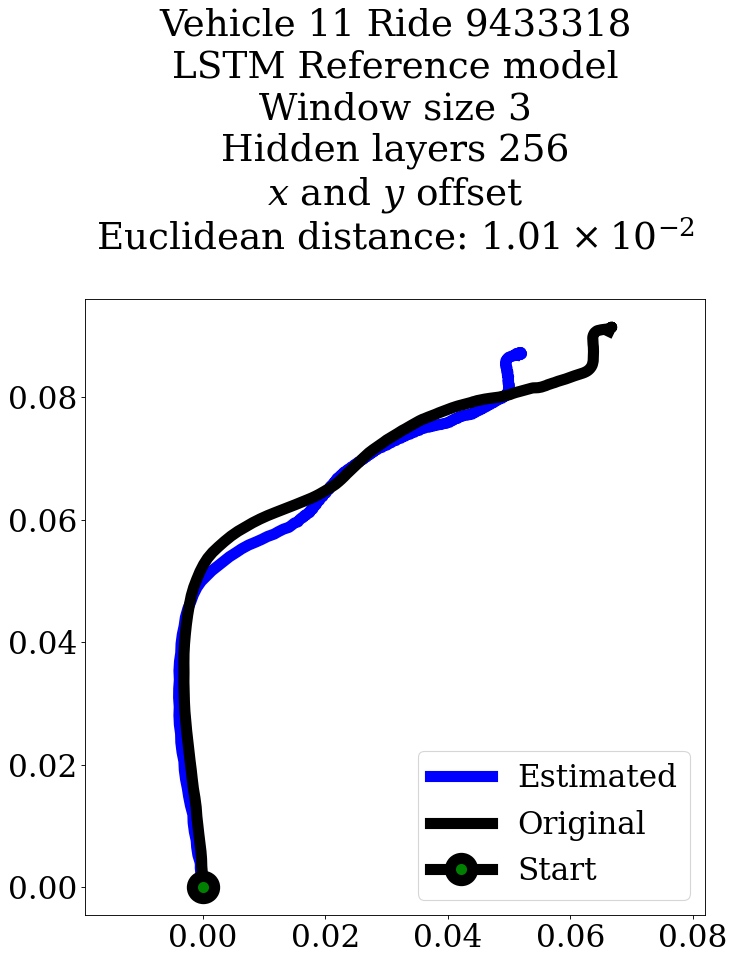 Vehicle 11 Ride 9433318
LSTM Reference model
Window size 3
Hidden layers 256
x and y offset
Euclidean distance: 1.01 × 10⁻²
0.08
0.06
0.04
0.02
0.00
Estimated
Original
Start
0.00 0.02 0.04 0.06 0.08